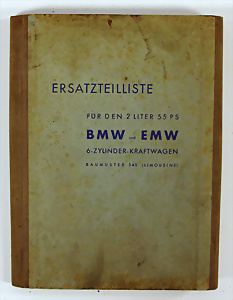 ERSATZTEILLISTE
FÜR DEN 2 LITER 55 PS
BMW und EMW
6-ZYLINDER-KRAFTWAGEN
BAUMUSTER 340 (LIMOUSINE)